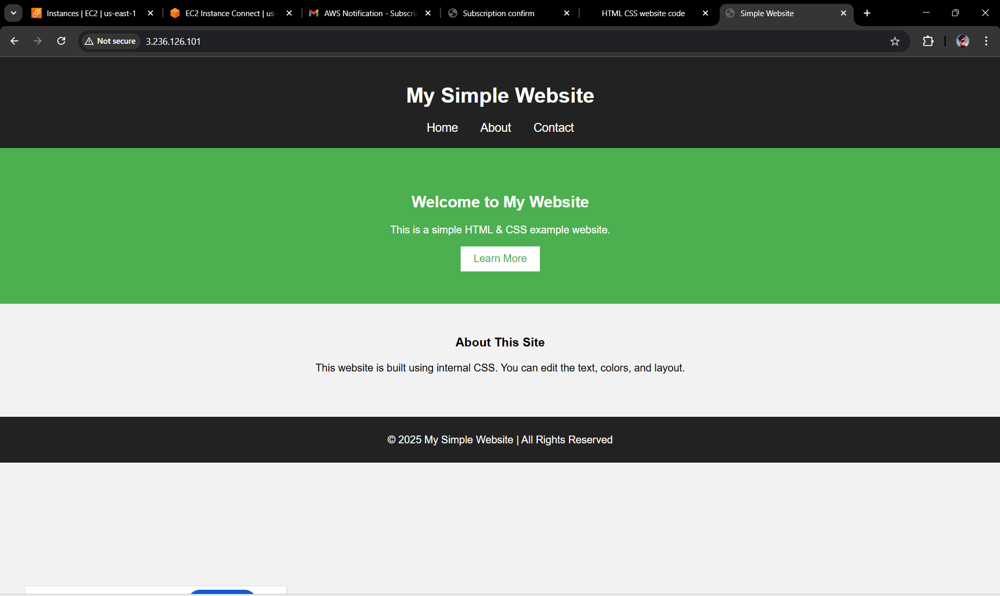 Instances | EC2 | us-east-1
EC2 Instance Connect | us-
AWS Notification - Subscri
Subscription confirm
HTML CSS website code
Simple Website
Not secure
3.236.126.101
My Simple Website
Home About Contact
Welcome to My Website
This is a simple HTML & CSS example website.
Learn More
About This Site
This website is built using internal CSS. You can edit the text, colors, and layout.
© 2025 My Simple Website | All Rights Reserved